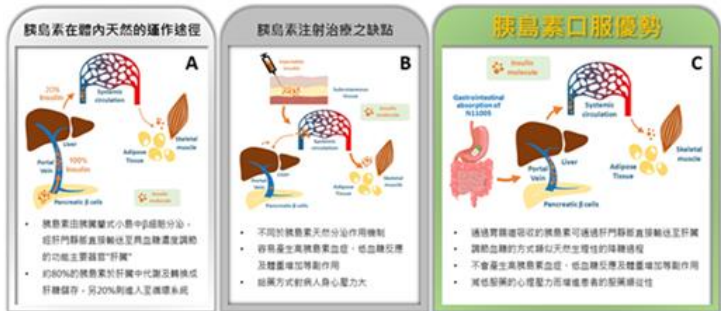 胰島素在體內天然的運作途徑
A
20%
Insulin
Systemic
circulation
Liver
Portal
Vein
100%
Insulin
Skeletal
muscle
Adipose
Tissue
Insulin
molecule
Pancreatic β cells
• 胰島素由胰臟蘭式小島中β細胞分泌，
經肝門靜脈直接輸送至與血糖濃度調節
的功能主要器官"肝臟"
• 約80%的胰島素於肝臟中代謝及轉換成
肝糖儲存，另20%則進入至循環系統
胰島素注射治療之缺點
B
Injectable
Insulin
Subcutaneous
tissue
Insulin
molecule
Systemic
circulation
Liver
Portal
Vein
Adipose
Tissue
Skeletal
muscle
Pancreatic β cells
• 不同於胰島素天然分泌作用機制
• 容易產生高胰島素血症、低血糖反應
及體重增加等副作用
• 給藥方式對病人身心壓力大
胰島素口服優勢
C
Insulin
molecule
Gastrointestinal
absorption of
N11005
Systemic
circulation
Liver
Portal
Vein
Skeletal
muscle
Adipose
Tissue
Pancreatic β cells
• 通過胃腸道吸收的胰島素可通過肝門靜脈直接輸送至肝臟
• 調節血糖的方式類似天然生理性的降糖過程
• 不會產生高胰島素血症、低血糖反應及體重增加等副作用
• 減低服藥的心理壓力而增進患者的服藥順從性